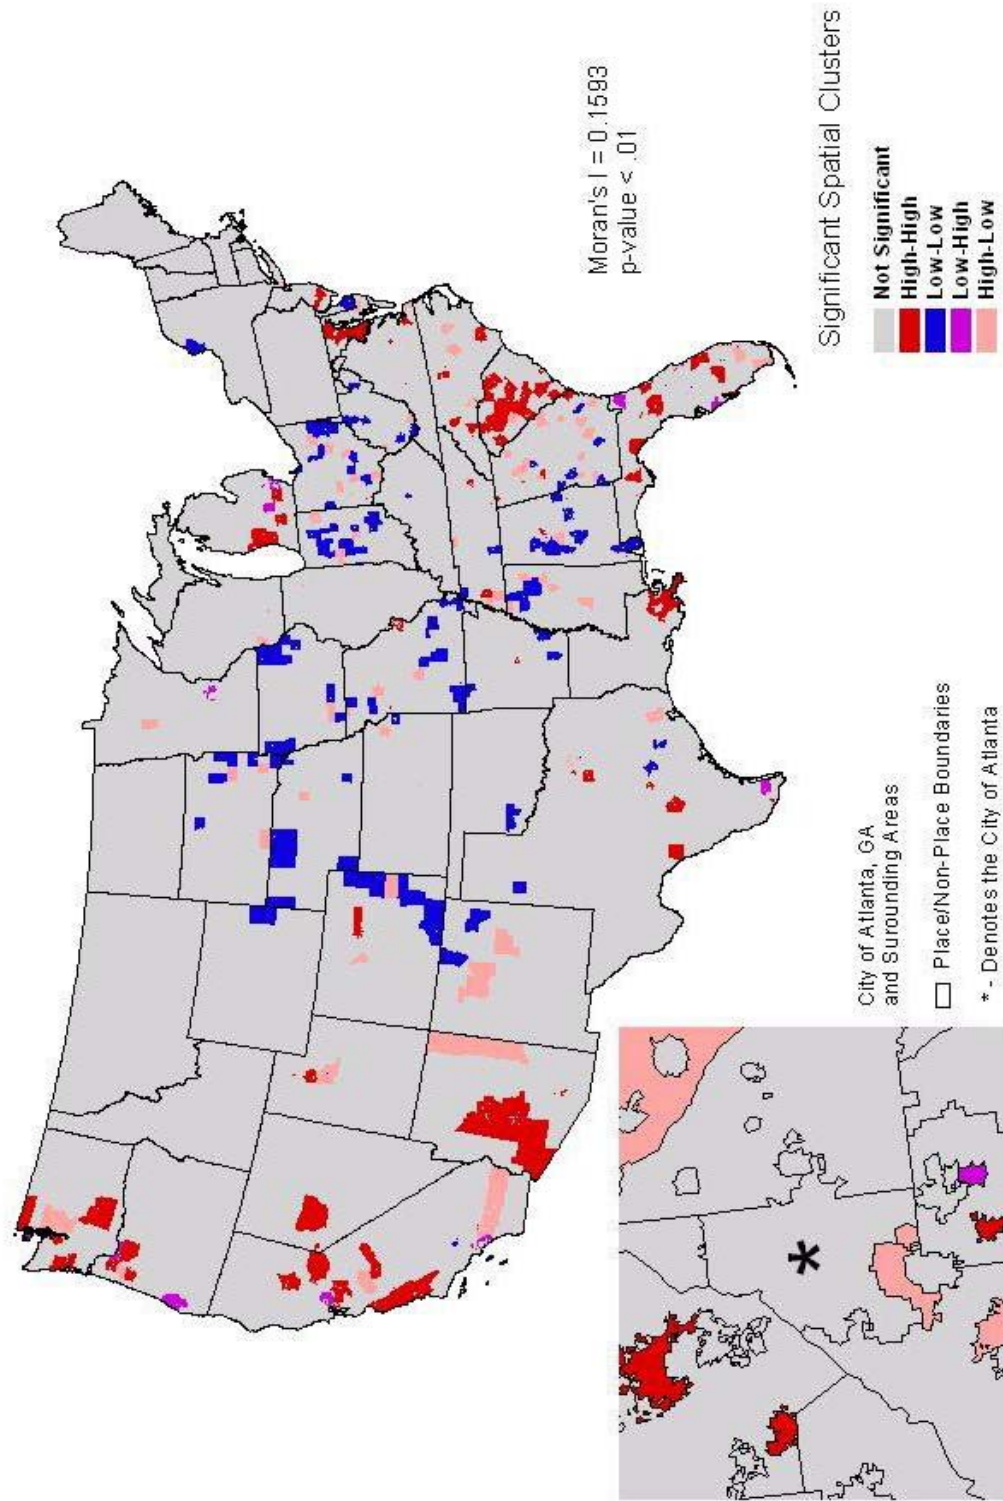 Moran's I = 0.1593
p-value < .01
Significant Spatial Clusters
Not Significant
High-High
Low-Low
Low-High
High-Low
City of Atlanta, GA
and Surounding Areas
Place/Non-Place Boundaries
* - Denotes the City of Atlanta
*